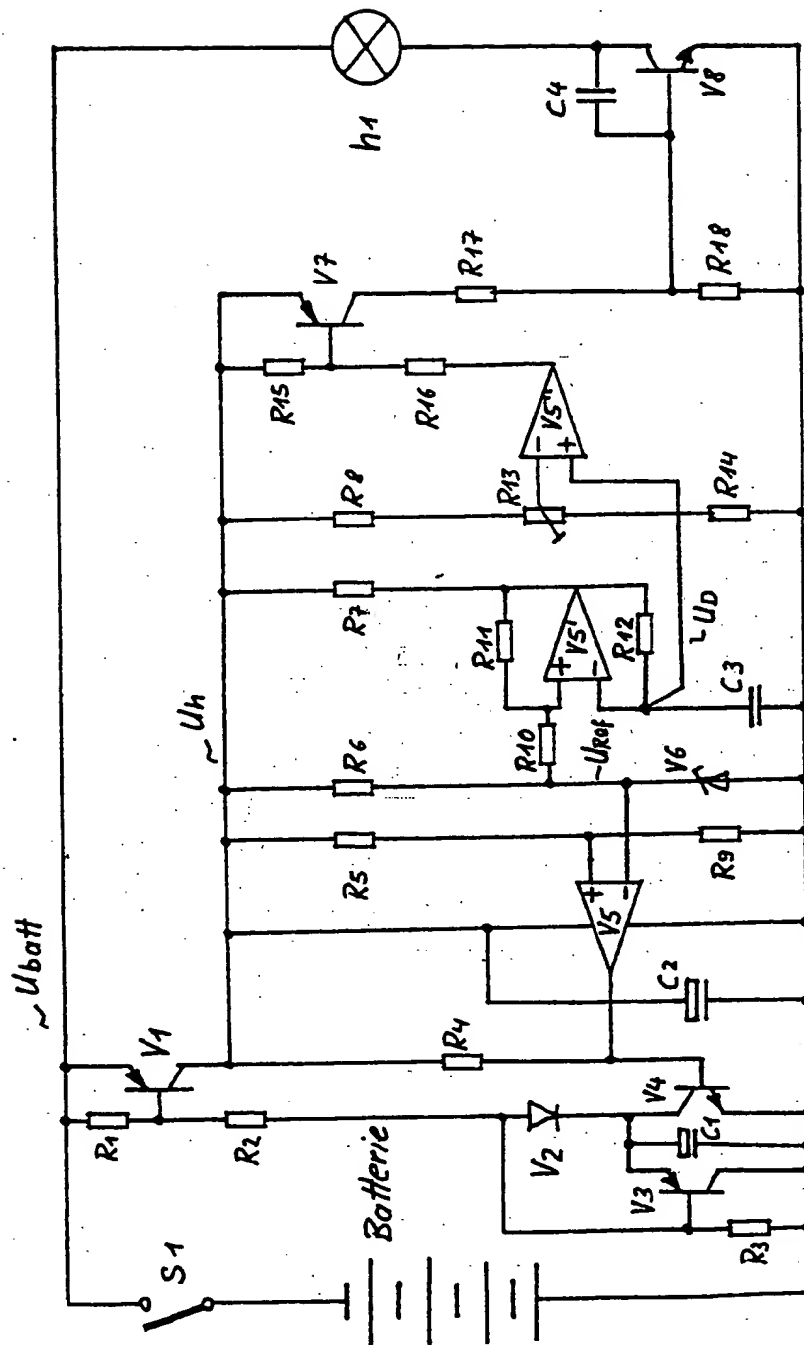 ~ Ubatt
~ Uh
S1
Batterie
R1
V1
R2
R4
V2
V3
V4
C1
R3
C2
V5
+
-
R5
R9
R6
~URef
V6
R10
R7
R11
V5'
+
-
R12
~UD
C3
R8
R13
R14
V5"
-
+
R15
R16
V7
R17
R18
h1
C4
V8